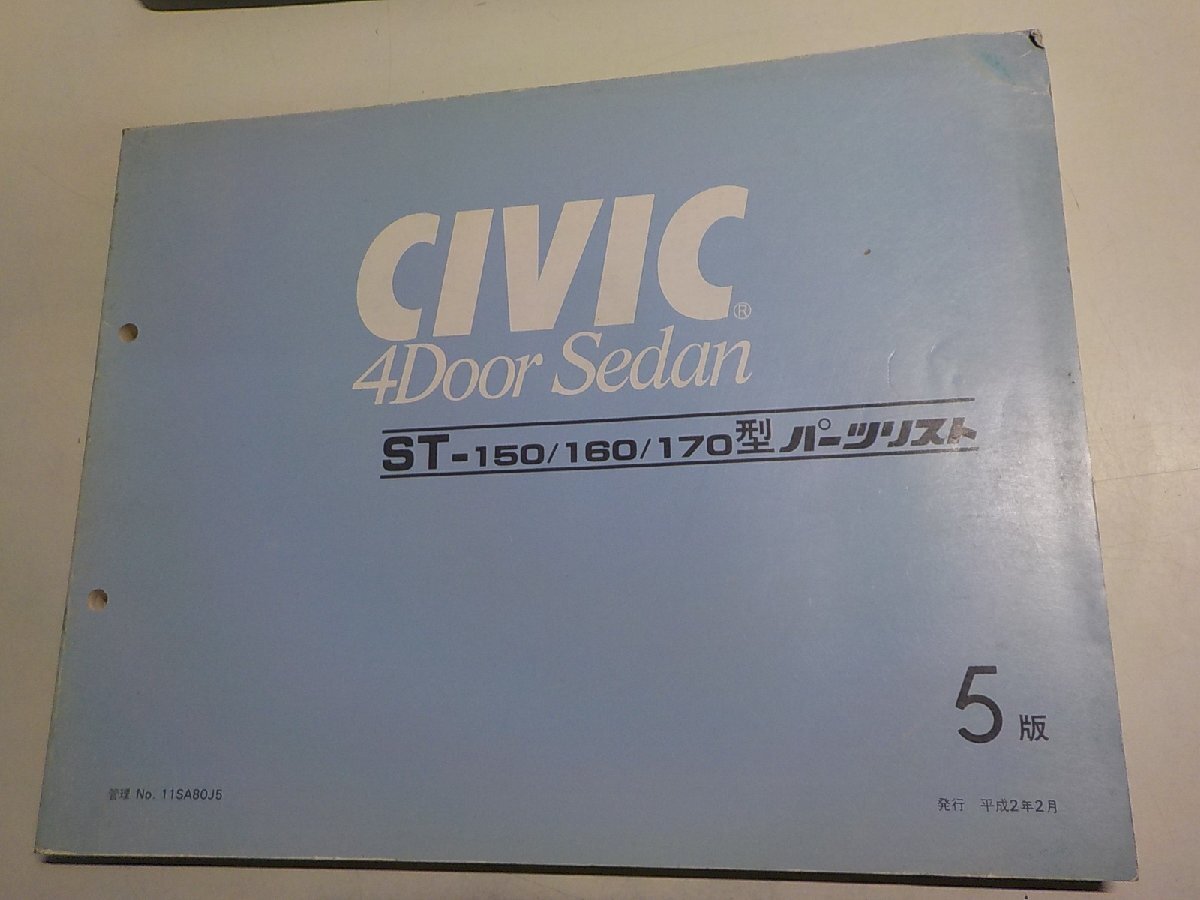 CIVIC®
4Door Sedan
ST-150/160/170型 パーツリスト
5版
管理 No. 11SA80J5
発行 平成2年2月